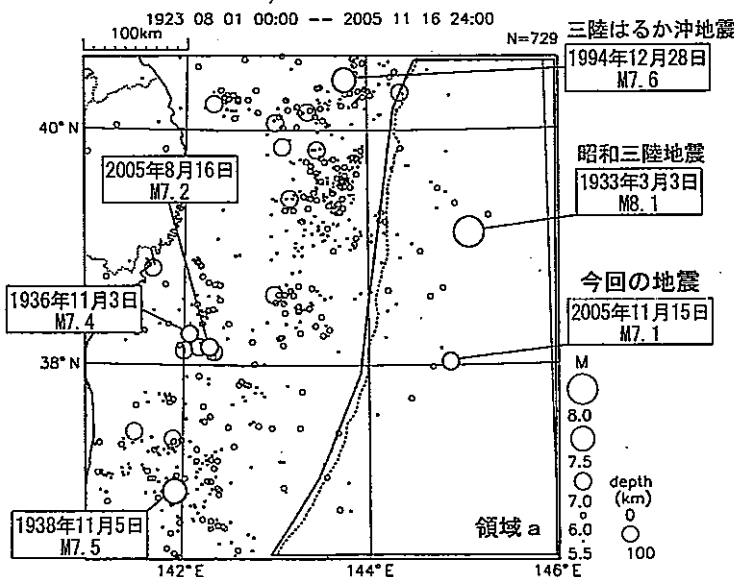 1923 08 01 00:00 -- 2005 11 16 24:00
100km
N=729
三陸はるか沖地震
1994年12月28日
M7.6
40°N
2005年8月16日
M7.2
昭和三陸地震
1933年3月3日
M8.1
1936年11月3日
M7.4
今回の地震
2005年11月15日
M7.1
38°N
M
8.0
7.5
7.0
6.0
5.5
depth
(km)
0
100
1938年11月5日
M7.5
領域a
142°E
144°E
146°E